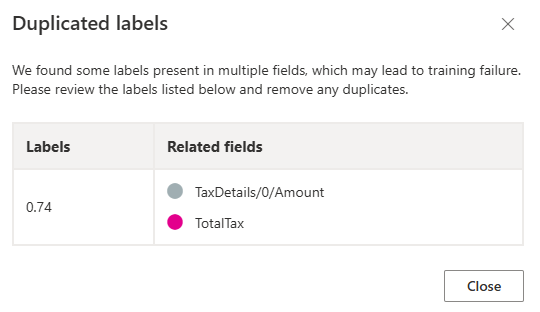 Duplicated labels
We found some labels present in multiple fields, which may lead to training failure.
Please review the labels listed below and remove any duplicates.
Labels
Related fields
0.74
TaxDetails/0/Amount
TotalTax
Close